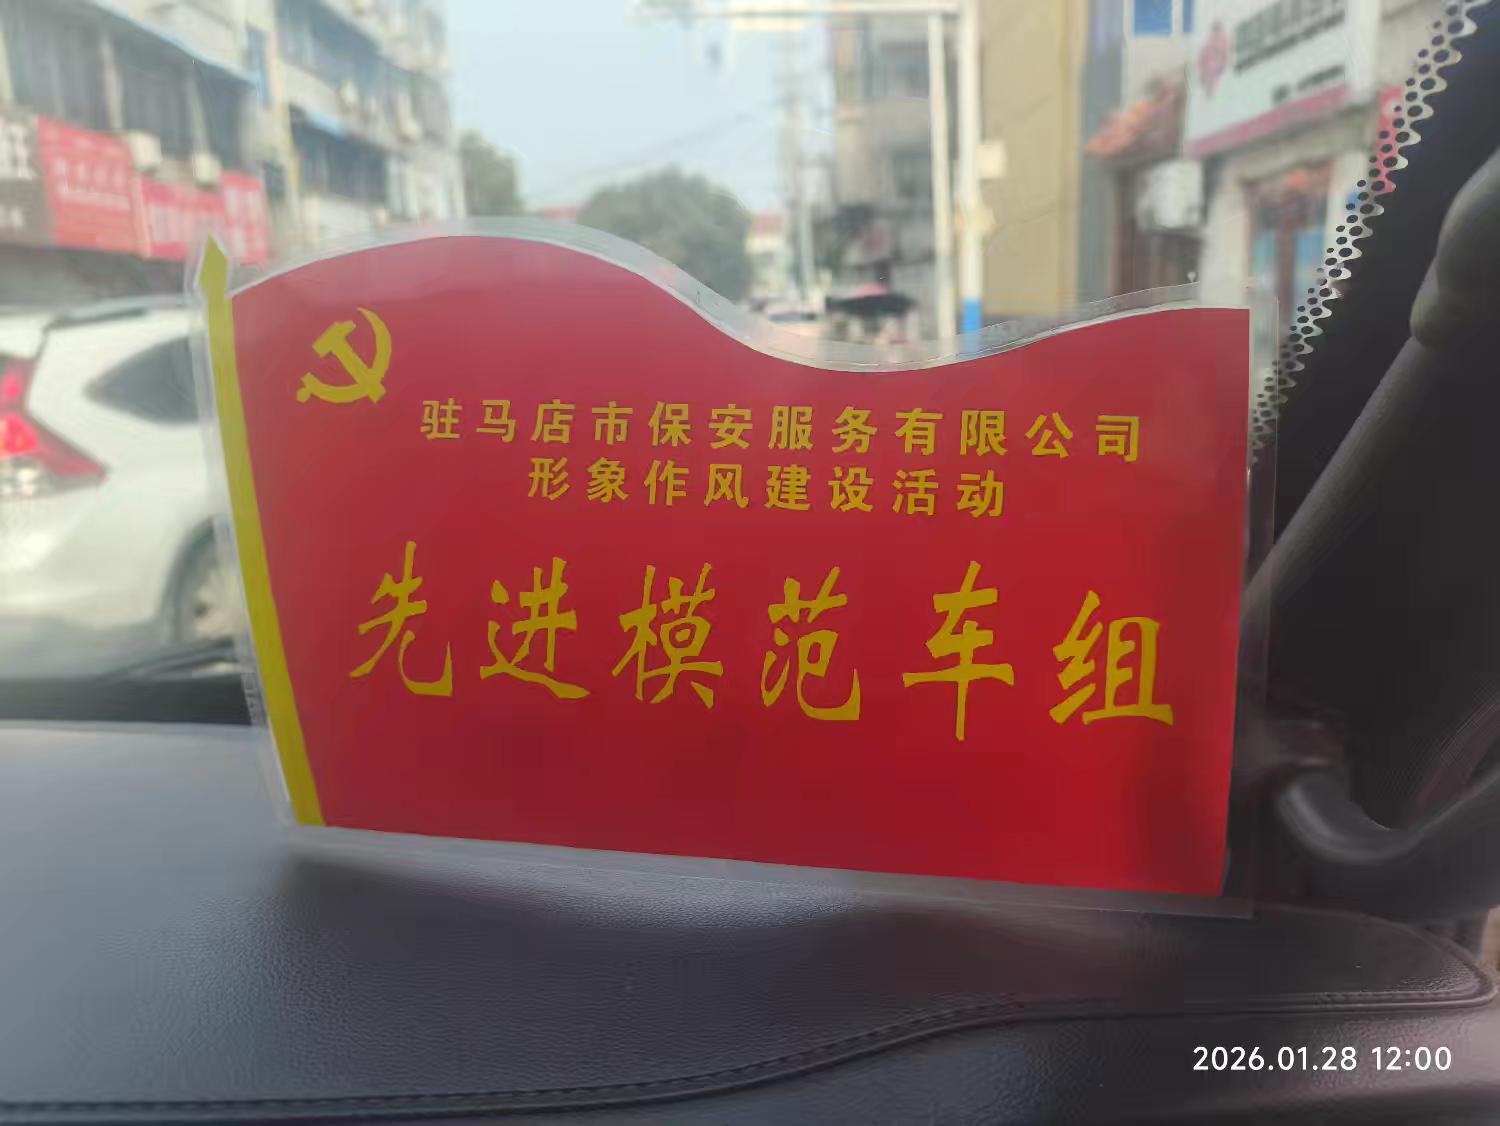 驻马店市保安服务有限公司
形象作风建设活动
先进模范车组
2026.01.28 12:00